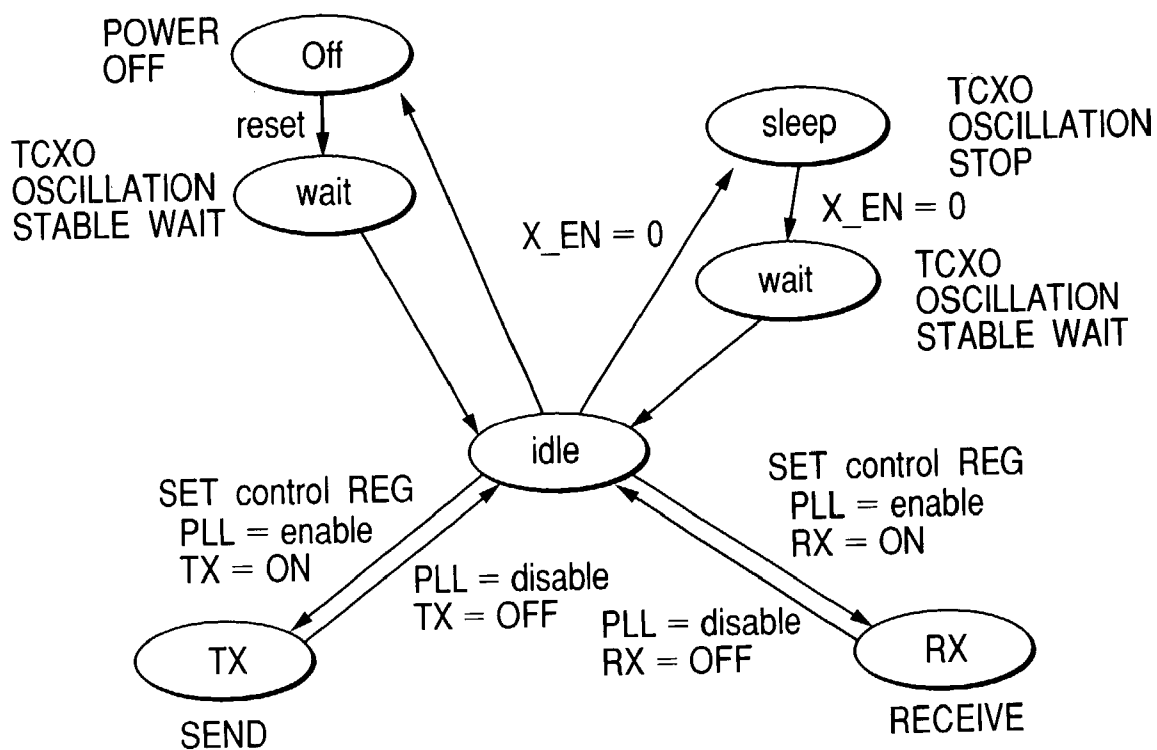 POWER
OFF
Off
reset
TCXO
OSCILLATION
STABLE WAIT
wait
sleep
TCXO
OSCILLATION
STOP
X_EN = 0
X_EN = 0
wait
TCXO
OSCILLATION
STABLE WAIT
idle
SET control REG
PLL = enable
TX = ON
SET control REG
PLL = enable
RX = ON
PLL = disable
TX = OFF
PLL = disable
RX = OFF
TX
SEND
RX
RECEIVE